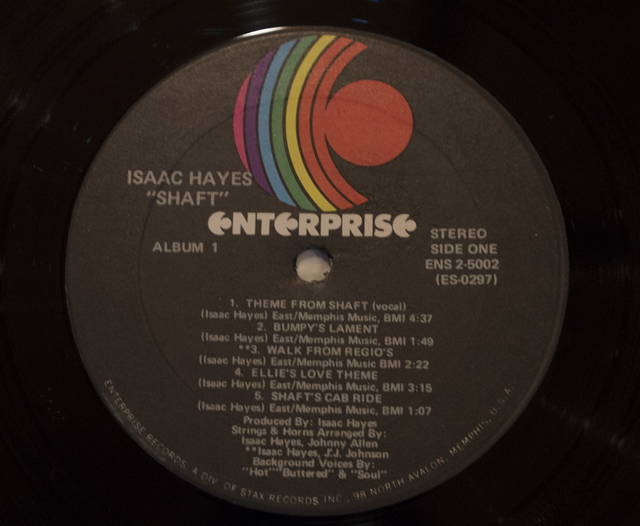 ISAAC HAYES
"SHAFT"
ENTERPRISE
ALBUM 1
STEREO
SIDE ONE
ENS 2-5002
(ES-0297)
1. THEME FROM SHAFT (vocal)
(Isaac Hayes) East/Memphis Music, BMI 4:37
2. BUMPY'S LAMENT
(Isaac Hayes) East/Memphis Music, BMI 1:49
**3. WALK FROM REGIO'S
(Isaac Hayes) East/Memphis Music, BMI 2:22
4. ELLIE'S LOVE THEME
(Isaac Hayes) East/Memphis Music, BMI 3:15
5. SHAFT'S CAB RIDE
(Isaac Hayes) East/Memphis Music, BMI 1:07
Produced By: Isaac Hayes
Strings & Horns Arranged By:
Isaac Hayes, Johnny Allen
**Isaac Hayes, J.J. Johnson
Background Voices By:
"Hot" "Buttered" & "Soul"
ENTERPRISE RECORDS, A DIV. OF STAX RECORDS INC., 98 NORTH AVALON, MEMPHIS, U.S.A.